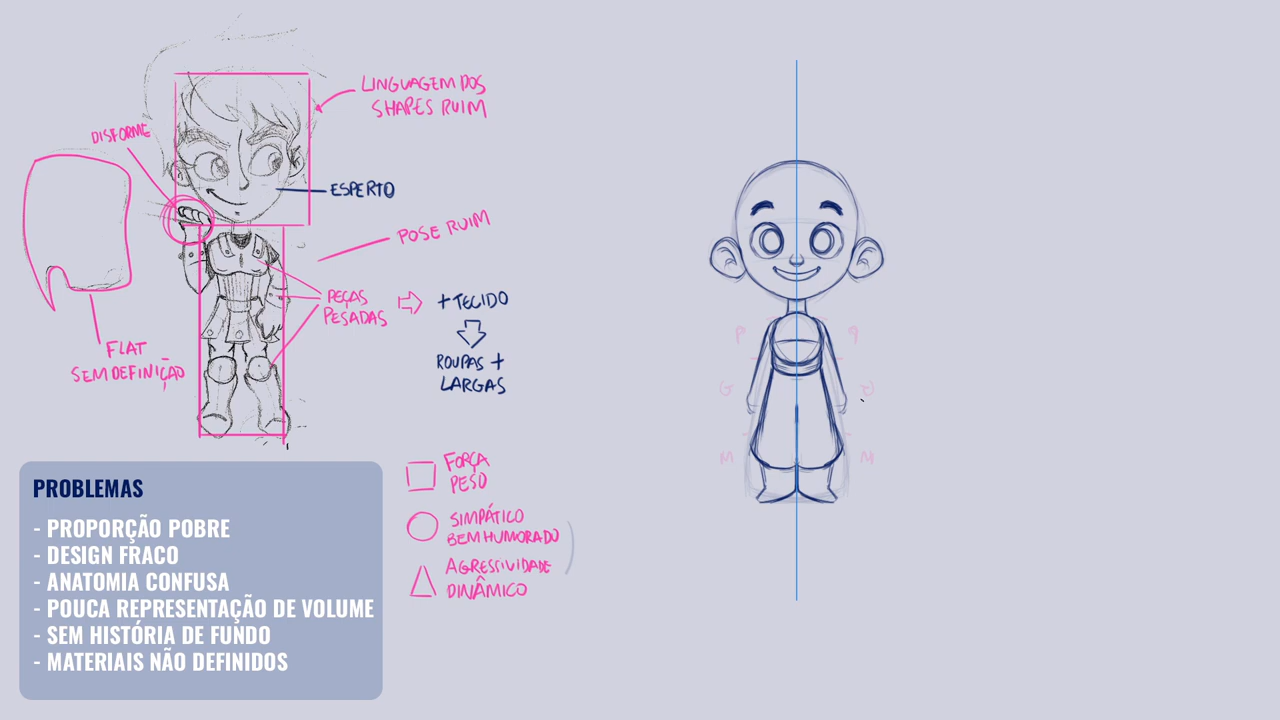 LINGUAGEM DOS
SHAPES RUIM
DISFORME
ESPERTO
POSE RUIM
PEÇAS
PESADAS
+ TECIDO
ROUPAS +
LARGAS
FLAT
SEM DEFINIÇÃO
PROBLEMAS
- PROPORÇÃO POBRE
- DESIGN FRACO
- ANATOMIA CONFUSA
- POUCA REPRESENTAÇÃO DE VOLUME
- SEM HISTÓRIA DE FUNDO
- MATERIAIS NÃO DEFINIDOS
FORÇA
PESO
SIMPÁTICO
BEM HUMORADO
AGRESSIVIDADE
DINÂMICO
P
G
M
M